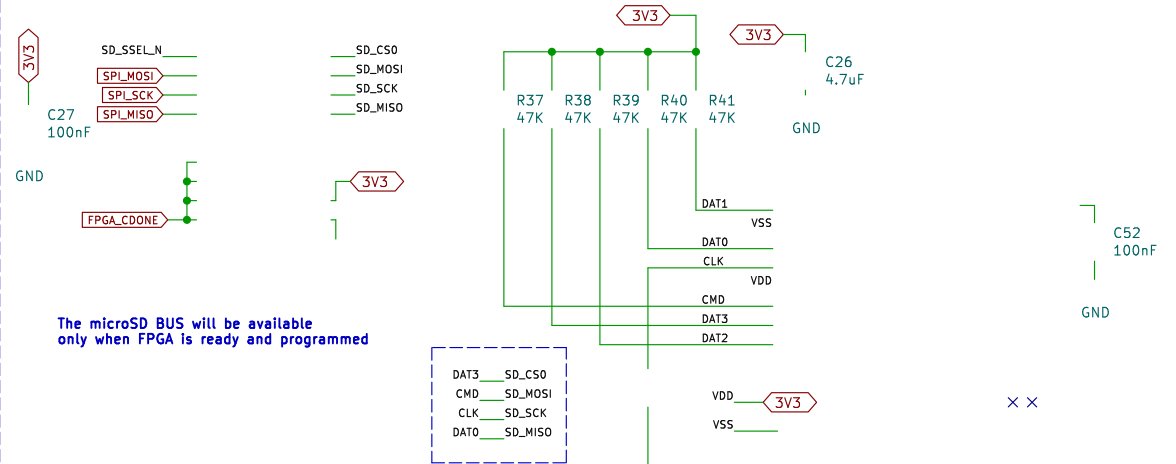 3V3
C27
100nF
GND
SD_SSEL_N
SPI_MOSI
SPI_SCK
SPI_MISO
SD_CS0
SD_MOSI
SD_SCK
SD_MISO
3V3
FPGA_CDONE
The microSD BUS will be available
only when FPGA is ready and programmed
3V3
R37
47K
R38
47K
R39
47K
R40
47K
R41
47K
3V3
C26
4.7uF
GND
DAT1
VSS
DAT0
CLK
VDD
CMD
DAT3
DAT2
C52
100nF
GND
DAT3 SD_CS0
CMD SD_MOSI
CLK SD_SCK
DAT0 SD_MISO
VDD 3V3
VSS